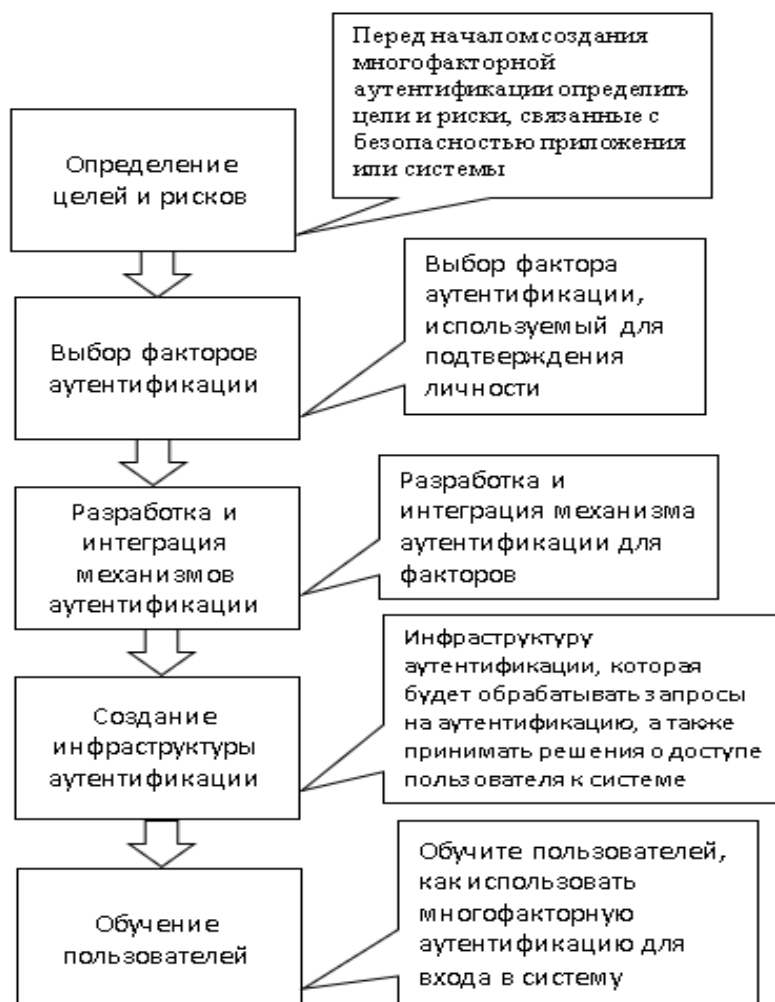 Перед началом создания
многофакторной
аутентификации определить
цели и риски, связанные с
безопасностью приложения
или системы
Определение
целей и рисков
Выбор фактора
аутентификации,
используемый для
подтверждения
личности
Выбор факторов
аутентификации
Разработка и
интеграция механизма
аутентификации для
факторов
Разработка и
интеграция
механизмов
аутентификации
Инфраструктуру
аутентификации, которая
будет обрабатывать запросы
на аутентификацию, а также
принимать решения о доступе
пользователя к системе
Создание
инфраструктуры
аутентификации
Обучите пользователей,
как использовать
многофакторную
аутентификацию для
входа в систему
Обучение
пользователей